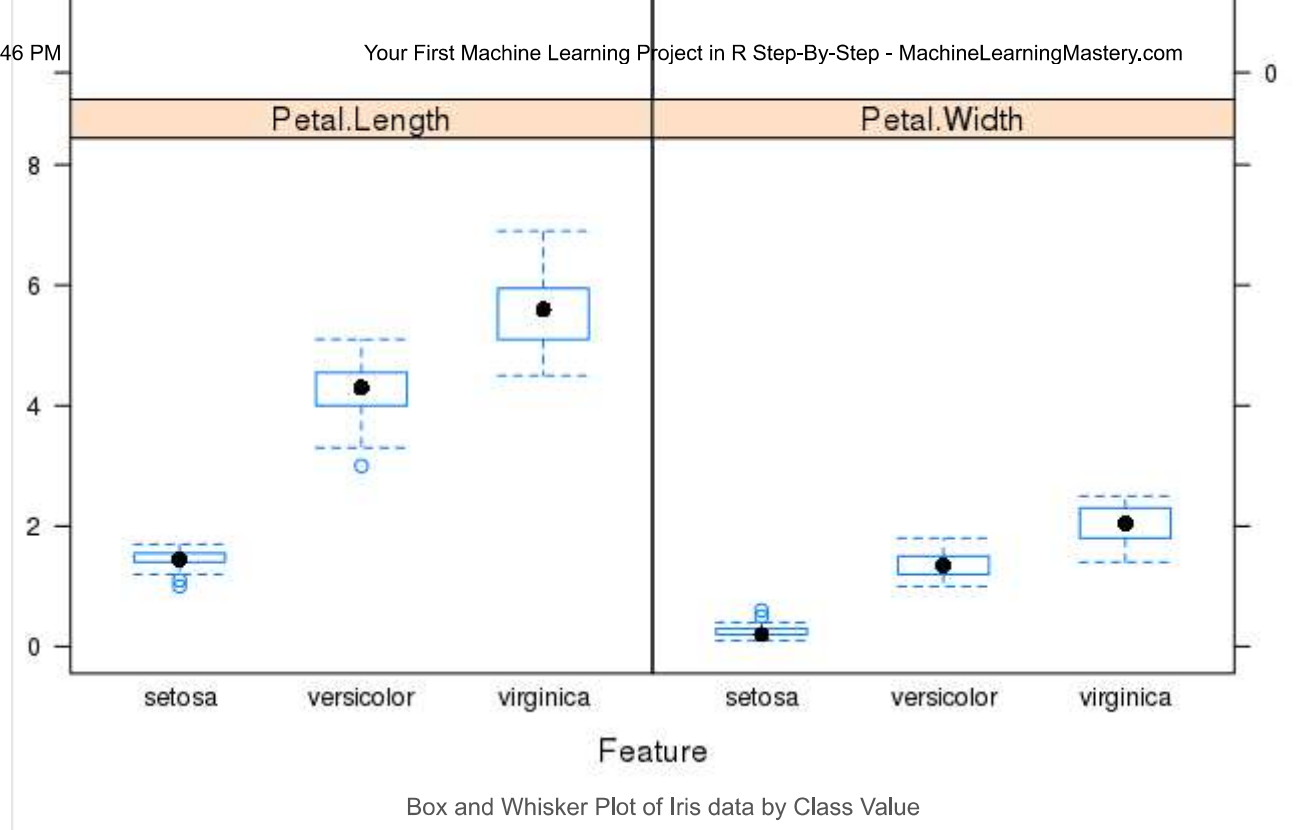 46 PM
Your First Machine Learning Project in R Step-By-Step - MachineLearningMastery.com
0
Petal.Length
Petal.Width
8
6
4
2
0
setosa
versicolor
virginica
setosa
versicolor
virginica
Feature
Box and Whisker Plot of Iris data by Class Value